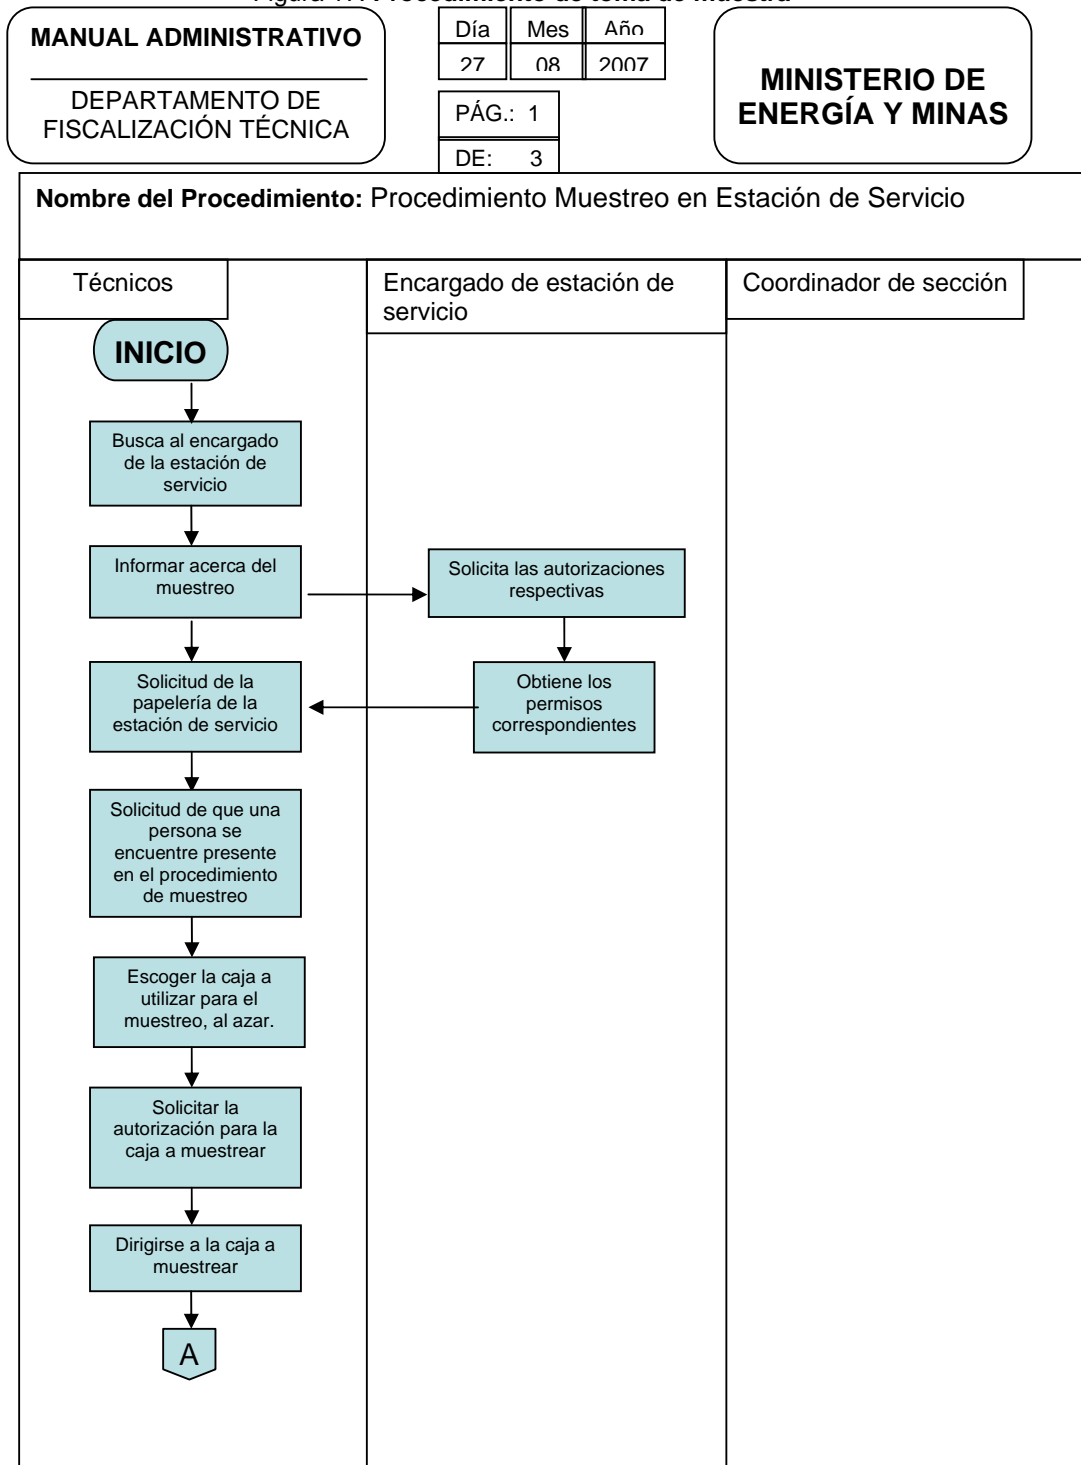 Procedimiento de toma de muestra
MANUAL ADMINISTRATIVO
DEPARTAMENTO DE
FISCALIZACIÓN TÉCNICA
Día Mes Año
27 08 2007
PÁG.: 1
DE: 3
MINISTERIO DE
ENERGÍA Y MINAS
Nombre del Procedimiento: Procedimiento Muestreo en Estación de Servicio
Técnicos
Encargado de estación de
servicio
Coordinador de sección
INICIO
Busca al encargado
de la estación de
servicio
Informar acerca del
muestreo
Solicita las autorizaciones
respectivas
Solicitud de la
papelería de la
estación de servicio
Obtiene los
permisos
correspondientes
Solicitud de que una
persona se
encuentre presente
en el procedimiento
de muestreo
Escoger la caja a
utilizar para el
muestreo, al azar.
Solicitar la
autorización para la
caja a muestrear
Dirigirse a la caja a
muestrear
A